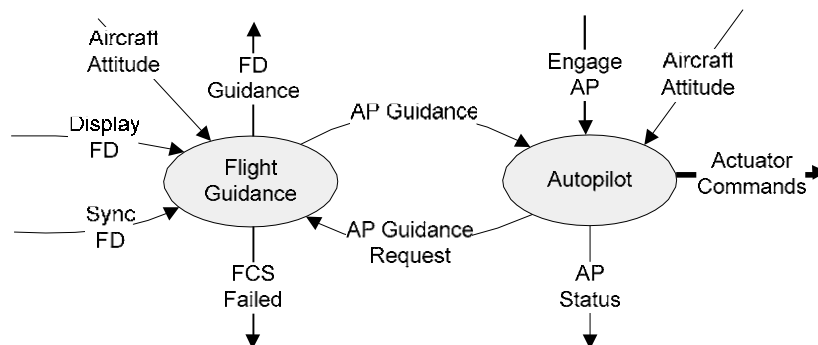 Aircraft
Attitude
FD
Guidance
Display
FD
Sync
FD
Flight
Guidance
FCS
Failed
AP Guidance
AP Guidance
Request
Engage
AP
Aircraft
Attitude
Autopilot
Actuator
Commands
AP
Status